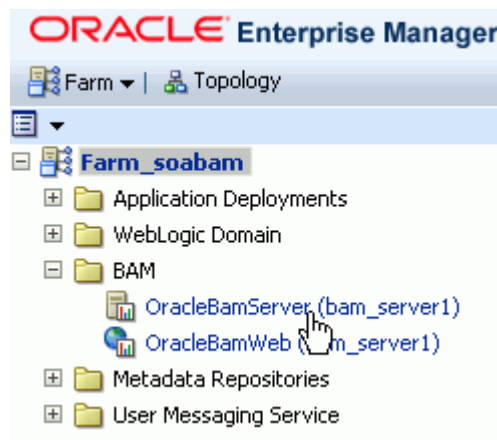 ORACLE Enterprise Manager
Farm | Topology
Farm_soabam
Application Deployments
WebLogic Domain
BAM
OracleBamServer (bam_server1)
OracleBamWeb ( m_server1)
Metadata Repositories
User Messaging Service